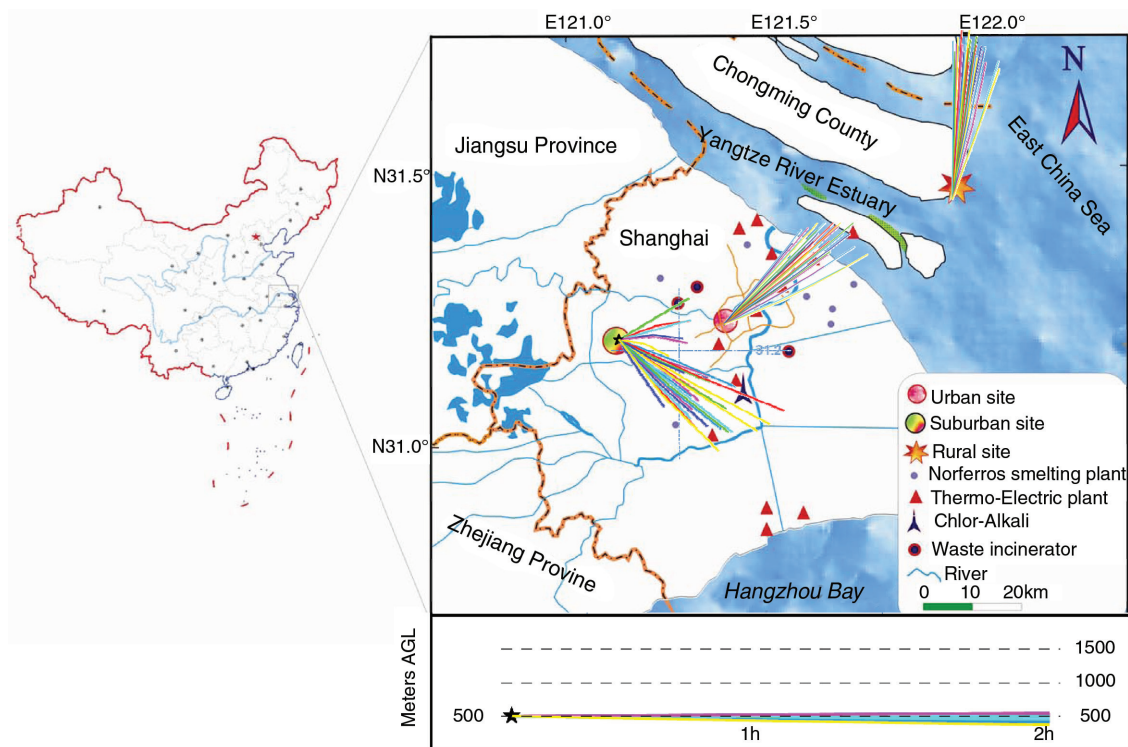 E121.0°
E121.5°
E122.0°
N
Chongming County
Jiangsu Province
Yangtze River Estuary
East China Sea
N31.5°
Shanghai
31.2
Urban site
Suburban site
Rural site
N31.0°
Norferros smelting plant
Thermo-Electric plant
Chlor-Alkali
Waste incinerator
River
Zhejiang Provine
Hangzhou Bay
0 10 20km
Meters AGL
1500
1000
500
500
1h
2h